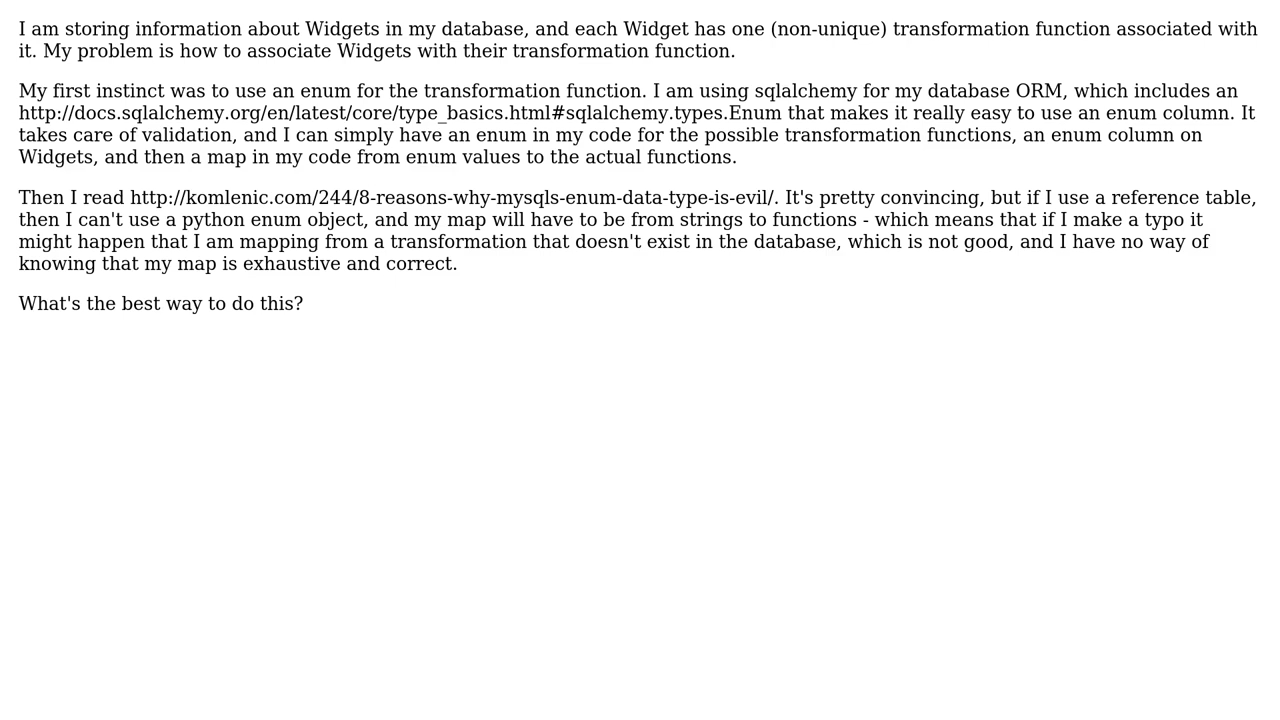 I am storing information about Widgets in my database, and each Widget has one (non-unique) transformation function associated with
it. My problem is how to associate Widgets with their transformation function.
My first instinct was to use an enum for the transformation function. I am using sqlalchemy for my database ORM, which includes an
http://docs.sqlalchemy.org/en/latest/core/type_basics.html#sqlalchemy.types.Enum that makes it really easy to use an enum column. It
takes care of validation, and I can simply have an enum in my code for the possible transformation functions, an enum column on
Widgets, and then a map in my code from enum values to the actual functions.
Then I read http://komlenic.com/244/8-reasons-why-mysqls-enum-data-type-is-evil/. It's pretty convincing, but if I use a reference table,
then I can't use a python enum object, and my map will have to be from strings to functions - which means that if I make a typo it
might happen that I am mapping from a transformation that doesn't exist in the database, which is not good, and I have no way of
knowing that my map is exhaustive and correct.
What's the best way to do this?